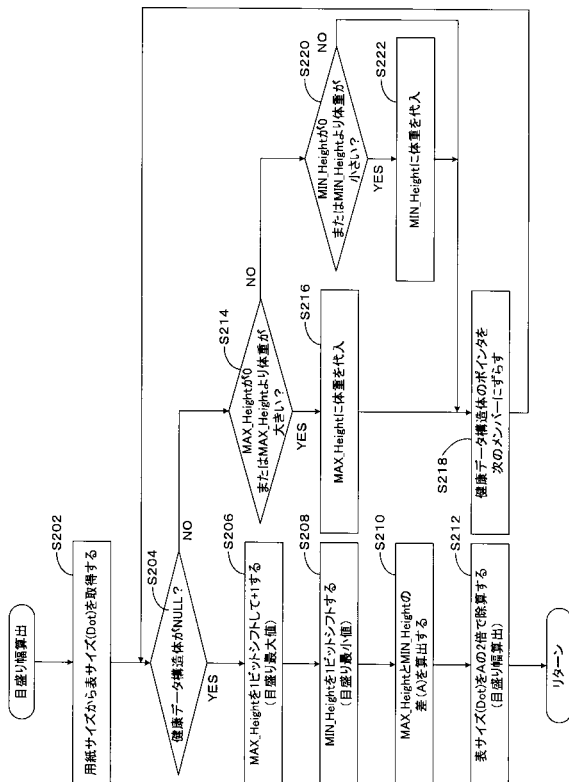 目盛り幅算出
S202
用紙サイズから表サイズ(Dot)を取得する
S204
健康データ構造体がNULL?
NO
YES
S206
MAX_Heightを1ビットシフトして+1する
(目盛り最大値)
S208
MIN_Heightを1ビットシフトする
(目盛り最小値)
S210
MAX_HeightとMIN_Heightの
差(A)を算出する
S212
表サイズ(Dot)をAの2倍で除算する
(目盛り幅算出)
リターン
S214
MAX_Heightが0
またはMAX_Heightより体重が
大きい?
NO
YES
S216
MAX_Heightに体重を代入
S218
健康データ構造体のポインタを
次のメンバーにずらす
S220
MIN_Heightが0
またはMIN_Heightより体重が
小さい?
NO
YES
S222
MIN_Heightに体重を代入